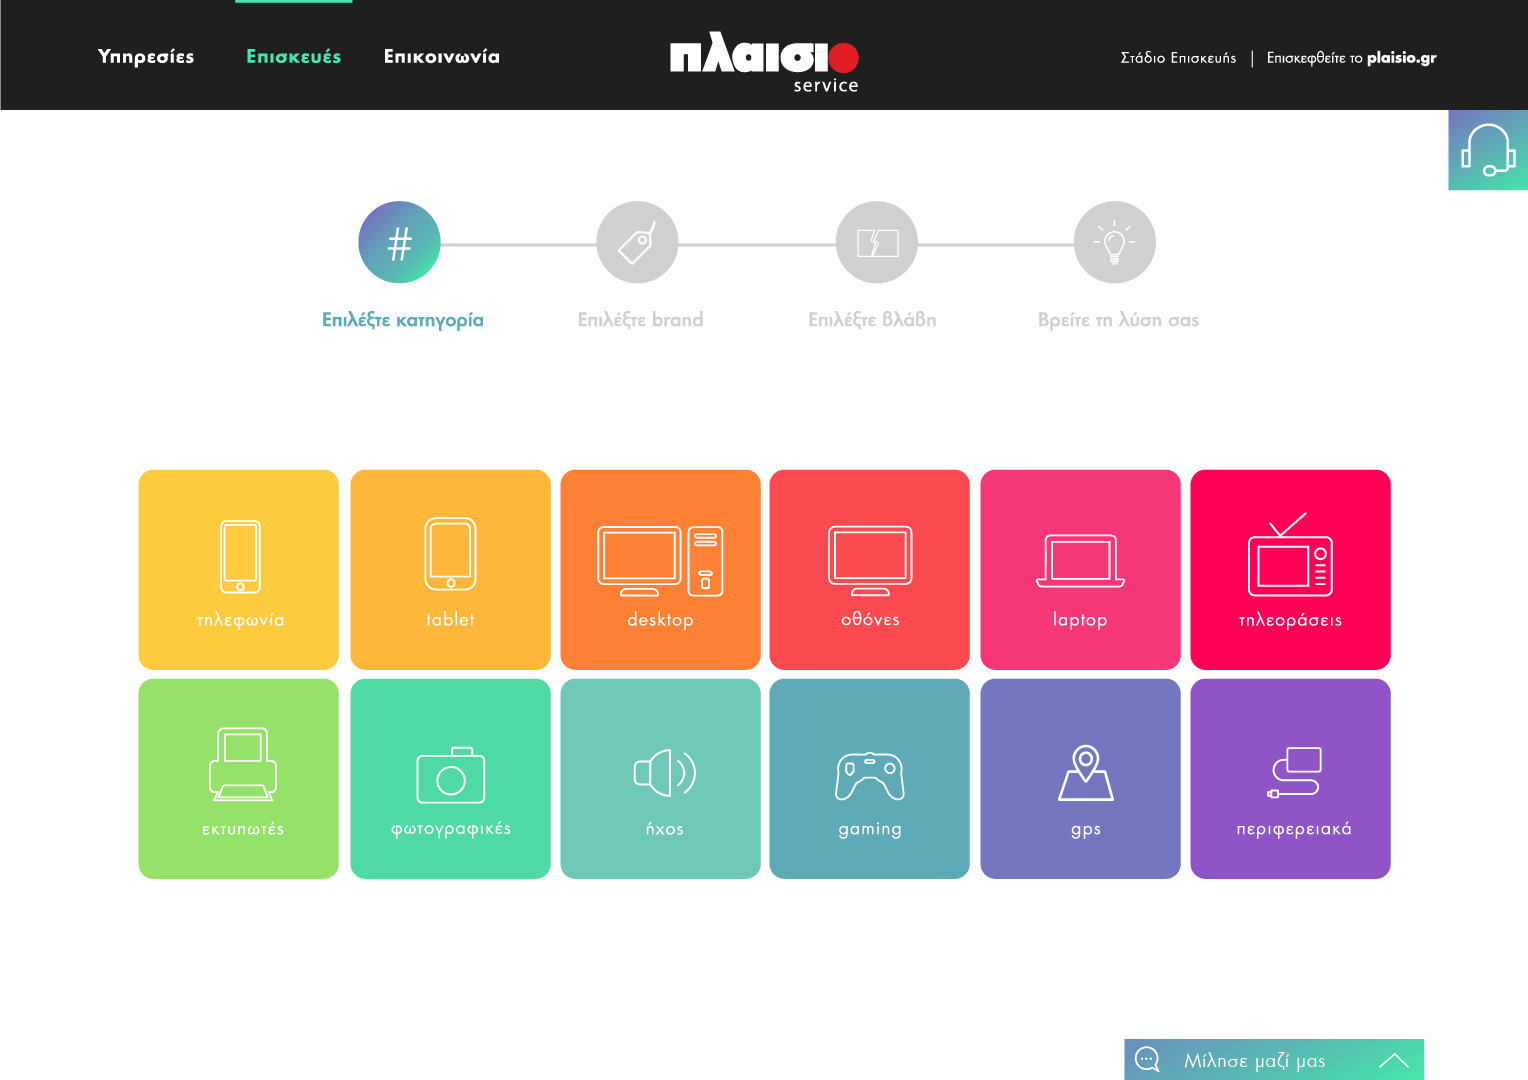 Υπηρεσίες Επισκευές Επικοινωνία
πλαισιο
service
Στάδιο Επισκευής | Επισκεφθείτε το plaisio.gr
#
Επιλέξτε κατηγορία Επιλέξτε brand Επιλέξτε βλάβη Βρείτε τη λύση σας
τηλεφωνία tablet desktop οθόνες laptop τηλεοράσεις
εκτυπωτές φωτογραφικές ήχος gaming gps περιφερειακά
Μίλησε μαζί μας